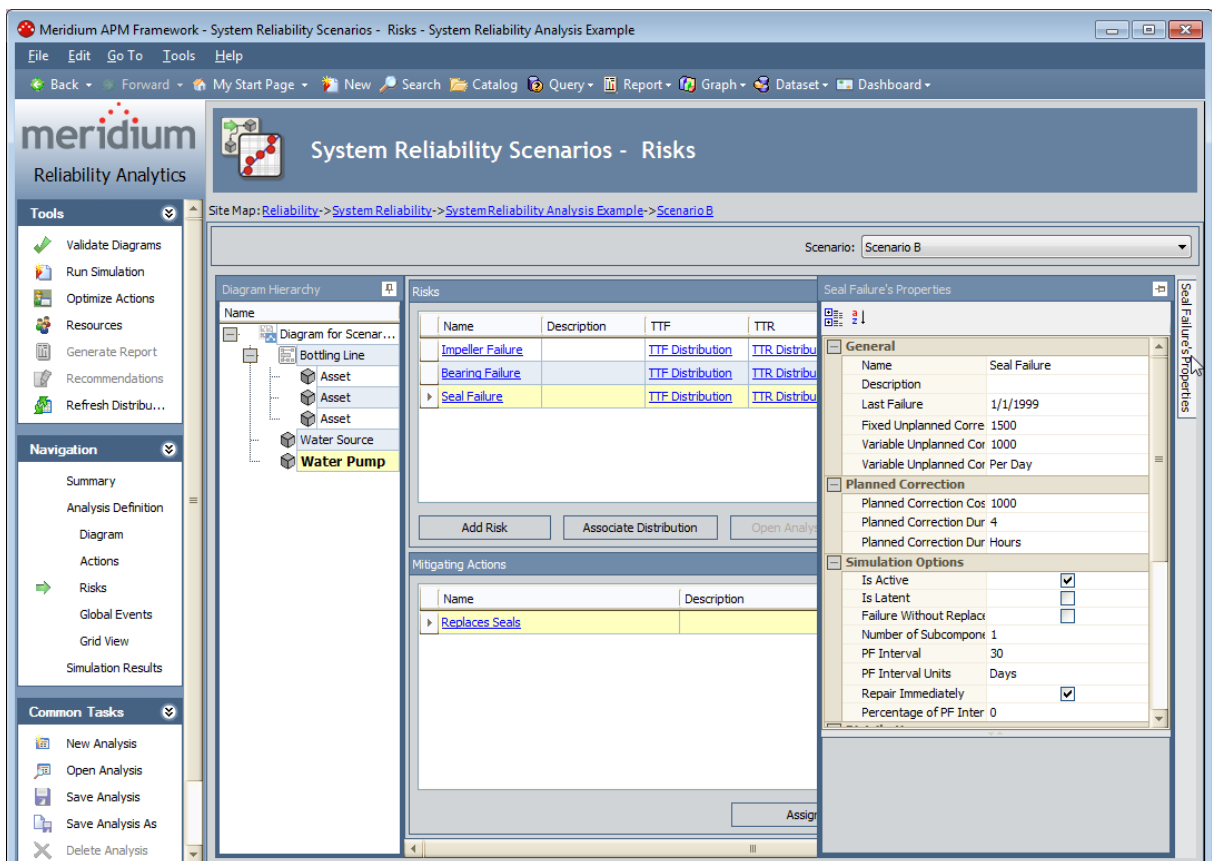 Meridium APM Framework - System Reliability Scenarios - Risks - System Reliability Analysis Example
File Edit Go To Tools Help
Back Forward My Start Page New Search Catalog Query Report Graph Dataset Dashboard
meridium
Reliability Analytics
System Reliability Scenarios - Risks
Site Map: Reliability->System Reliability->System Reliability Analysis Example->Scenario B
Scenario: Scenario B
Tools
Validate Diagrams
Run Simulation
Optimize Actions
Resources
Generate Report
Recommendations
Refresh Distribu...
Navigation
Summary
Analysis Definition
Diagram
Actions
Risks
Global Events
Grid View
Simulation Results
Common Tasks
New Analysis
Open Analysis
Save Analysis
Save Analysis As
Delete Analysis
Diagram Hierarchy
Name
Diagram for Scenar...
Bottling Line
Asset
Asset
Asset
Water Source
Water Pump
Risks
Name Description TTF TTR
Impeller Failure TTF Distribution TTR Distribu
Bearing Failure TTF Distribution TTR Distribu
Seal Failure TTF Distribution TTR Distribu
Add Risk Associate Distribution Open Analys
Mitigating Actions
Name Description
Replaces Seals
Assign
Seal Failure's Properties
General
Name Seal Failure
Description
Last Failure 1/1/1999
Fixed Unplanned Corre 1500
Variable Unplanned Cor 1000
Variable Unplanned Cor Per Day
Planned Correction
Planned Correction Cos 1000
Planned Correction Dur 4
Planned Correction Dur Hours
Simulation Options
Is Active
Is Latent
Failure Without Replace
Number of Subcompone 1
PF Interval 30
PF Interval Units Days
Repair Immediately
Percentage of PF Inter 0
Seal Failure's Properties